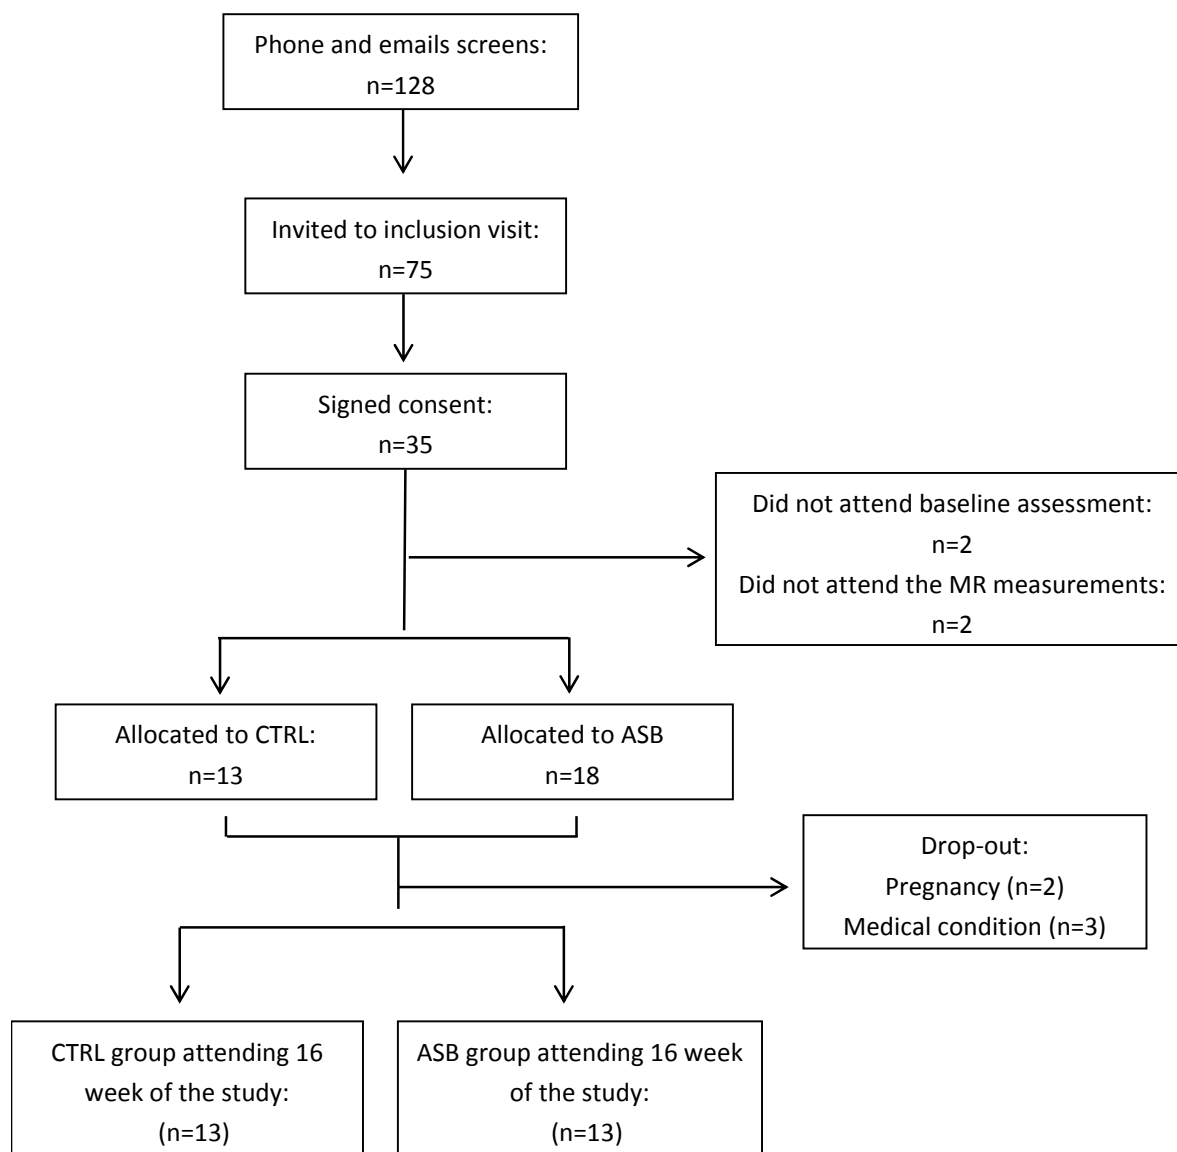 Phone and emails screens:
n=128
Invited to inclusion visit:
n=75
Signed consent:
n=35
Did not attend baseline assessment:
n=2
Did not attend the MR measurements:
n=2
Allocated to CTRL:
n=13
Allocated to ASB
n=18
Drop-out:
Pregnancy (n=2)
Medical condition (n=3)
CTRL group attending 16
week of the study:
(n=13)
ASB group attending 16 week
of the study:
(n=13)